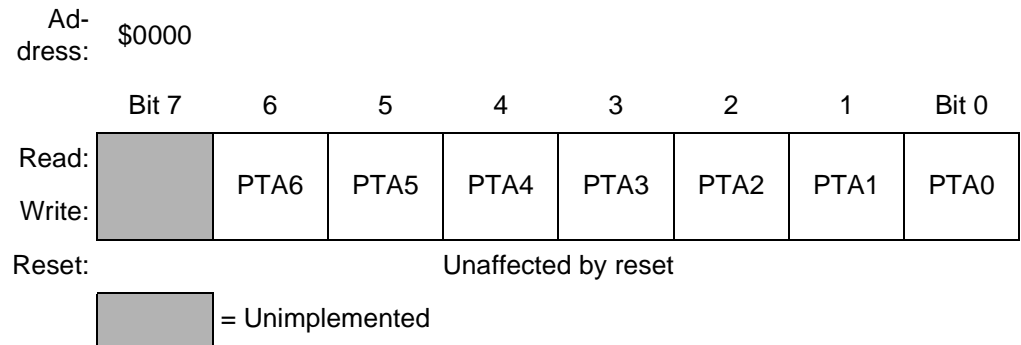 Ad-
dress: $0000
Bit 7 6 5 4 3 2 1 Bit 0
Read:
PTA6 PTA5 PTA4 PTA3 PTA2 PTA1 PTA0
Write:
Reset: Unaffected by reset
= Unimplemented